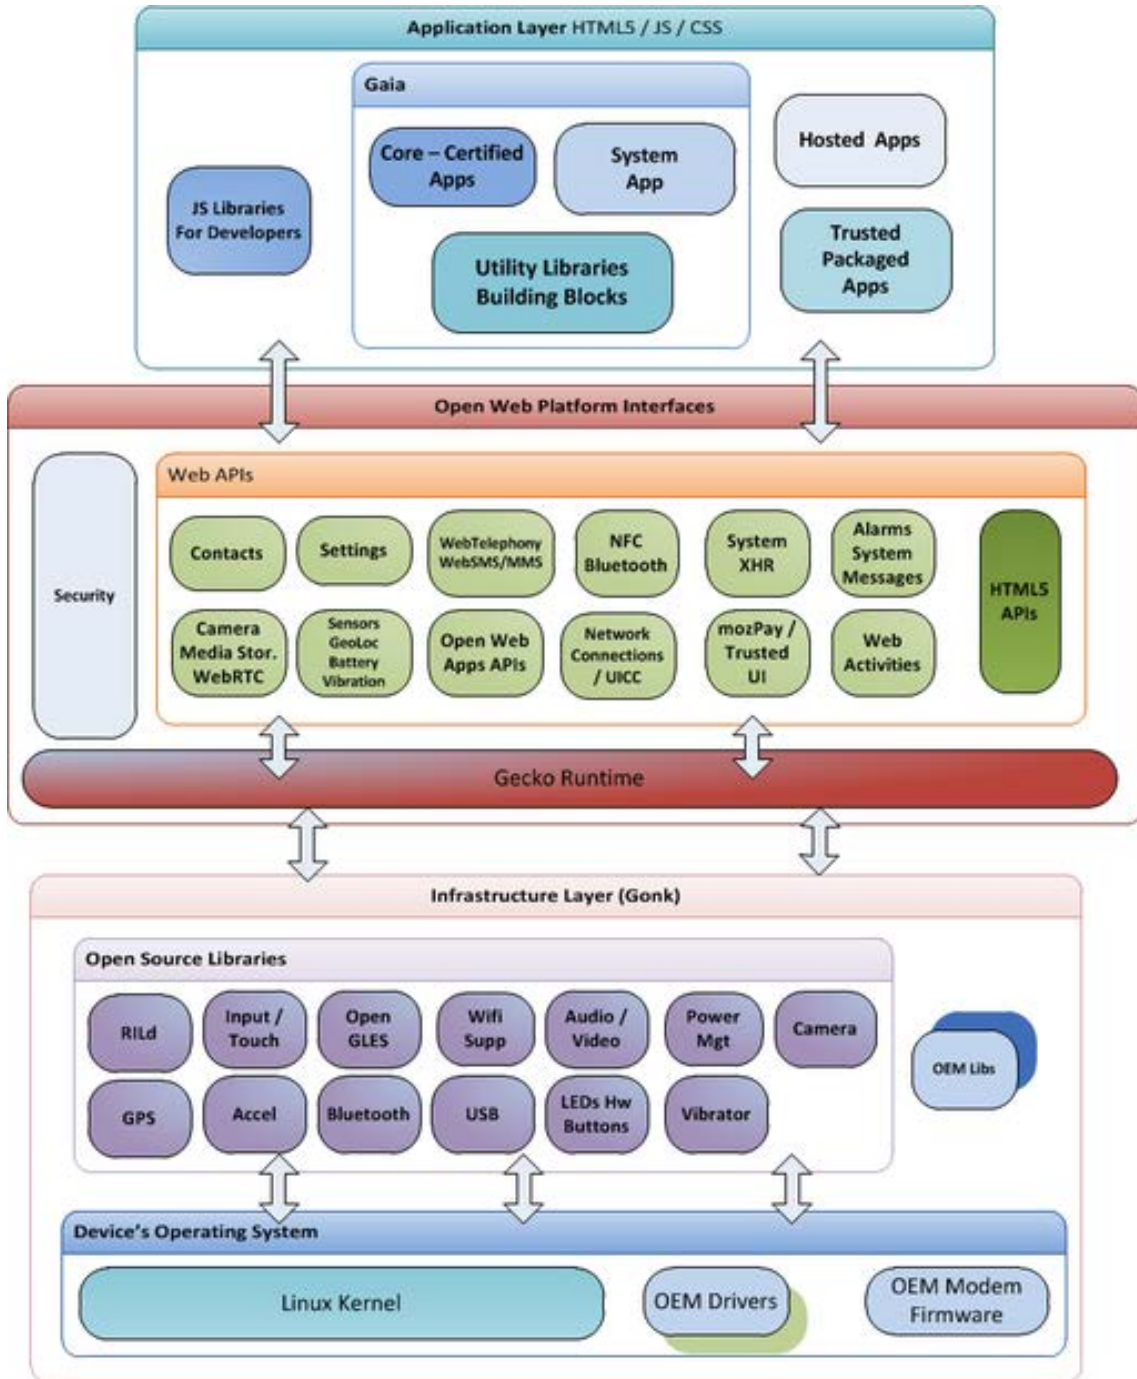 Application Layer HTML5 / JS / CSS
Gaia
Core – Certified
Apps
System
App
Hosted Apps
JS Libraries
For Developers
Trusted
Packaged
Apps
Utility Libraries
Building Blocks
Open Web Platform Interfaces
Security
Web APIs
Contacts
Settings
WebTelephony
WebSMS/MMS
NFC
Bluetooth
System
XHR
Alarms
System
Messages
HTML5
APIs
Camera
Media Stor.
WebRTC
Sensors
GeoLoc
Battery
Vibration
Open Web
Apps APIs
Network
Connections
/ UICC
mozPay /
Trusted
UI
Web
Activities
Gecko Runtime
Infrastructure Layer (Gonk)
Open Source Libraries
RILd
Input /
Touch
Open
GLES
Wifi
Supp
Audio /
Video
Power
Mgt
Camera
OEM Libs
GPS
Accel
Bluetooth
USB
LEDs Hw
Buttons
Vibrator
Device's Operating System
Linux Kernel
OEM Drivers
OEM Modem
Firmware